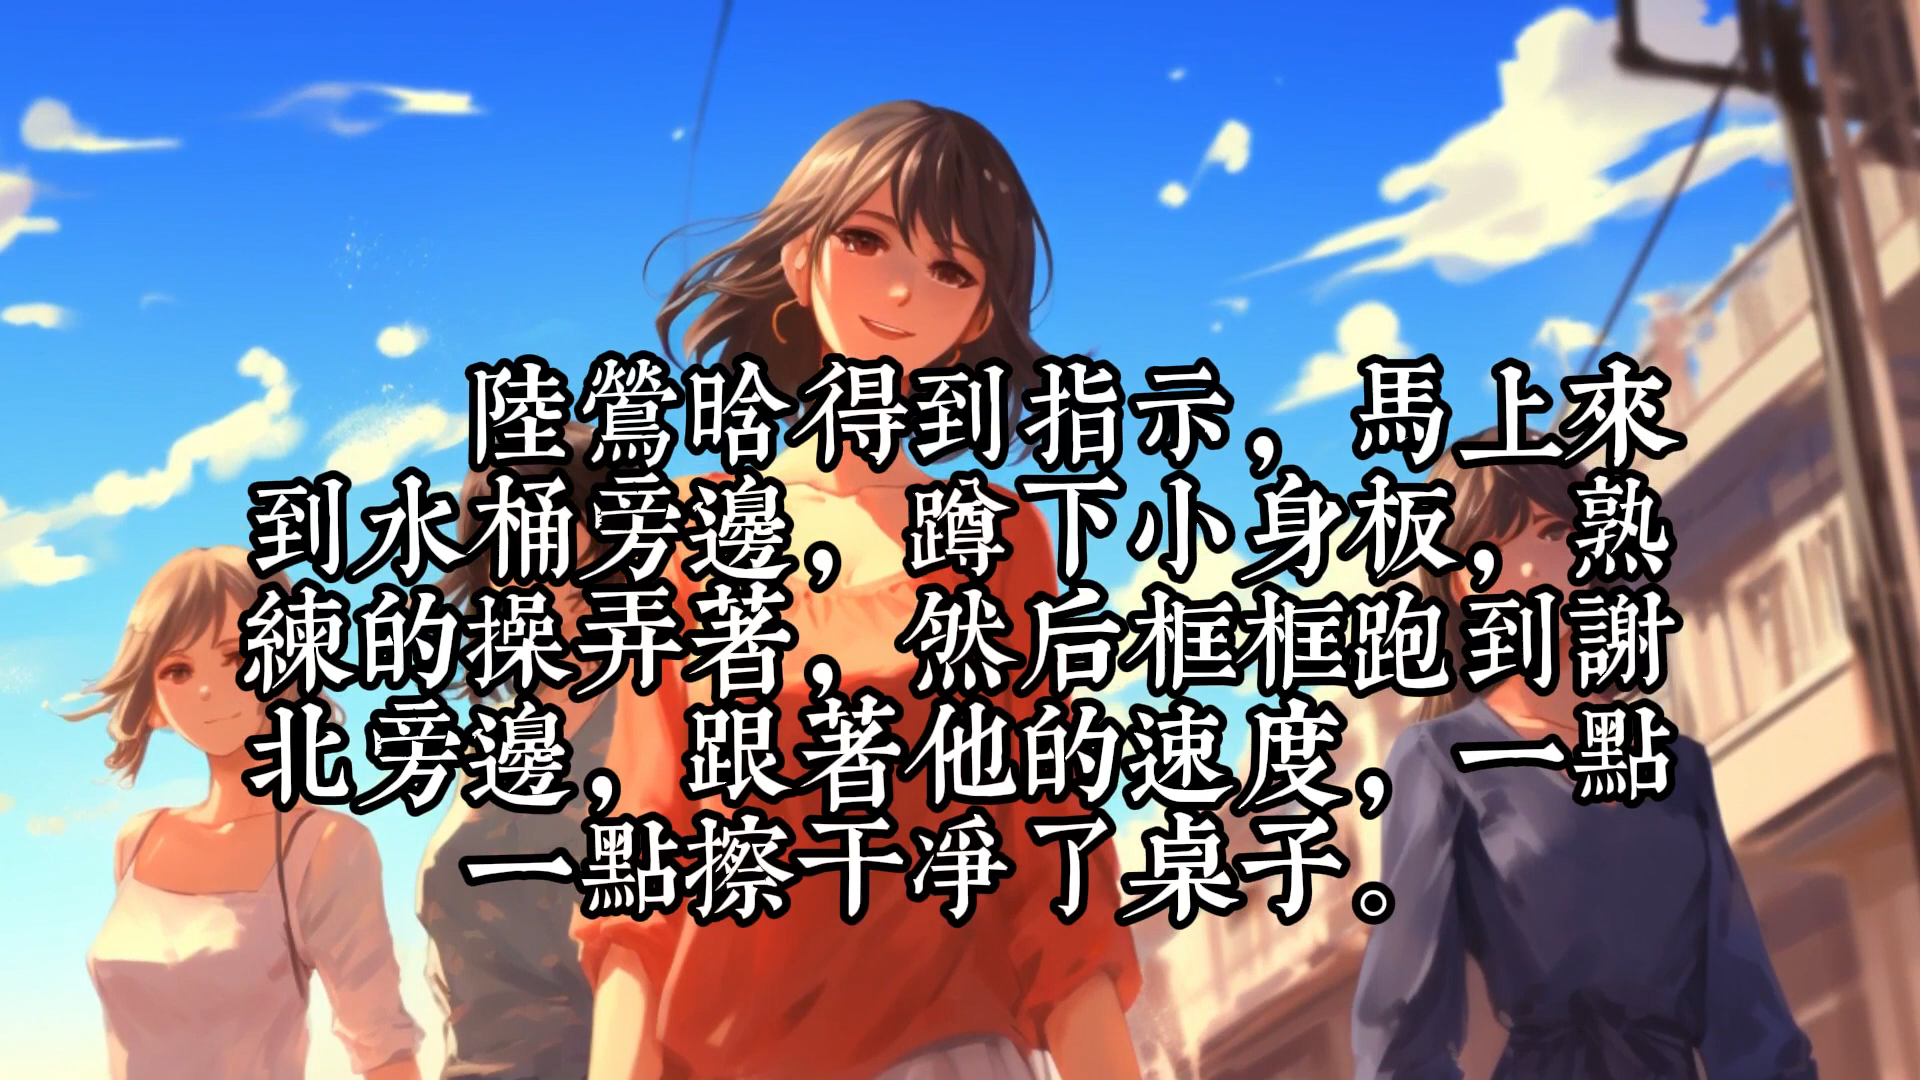 陸鶯晗得到指示，馬上來
到水桶旁邊，蹲下小身板，熟
練的操弄著，然后框框跑到謝
北旁邊，跟著他的速度，一點
一點擦干凈了桌子。